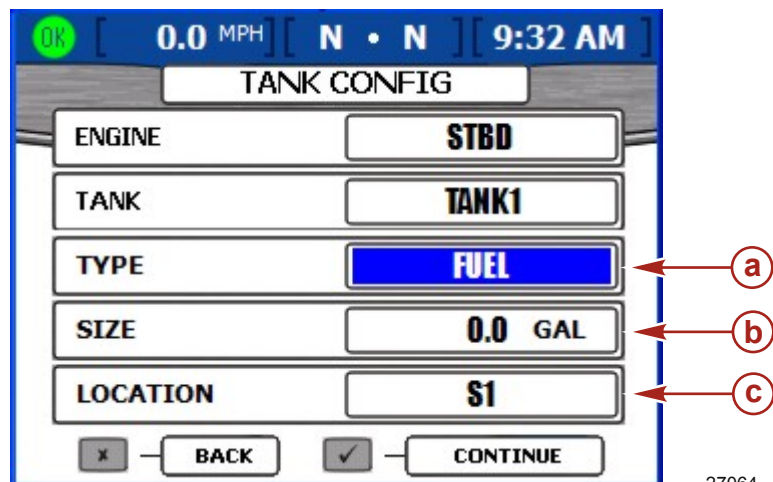 OK [ 0.0 MPH ] [ N • N ] [ 9:32 AM ]
TANK CONFIG
ENGINE STBD
TANK TANK1
TYPE FUEL a
SIZE 0.0 GAL b
LOCATION S1 c
x - BACK ✓ - CONTINUE